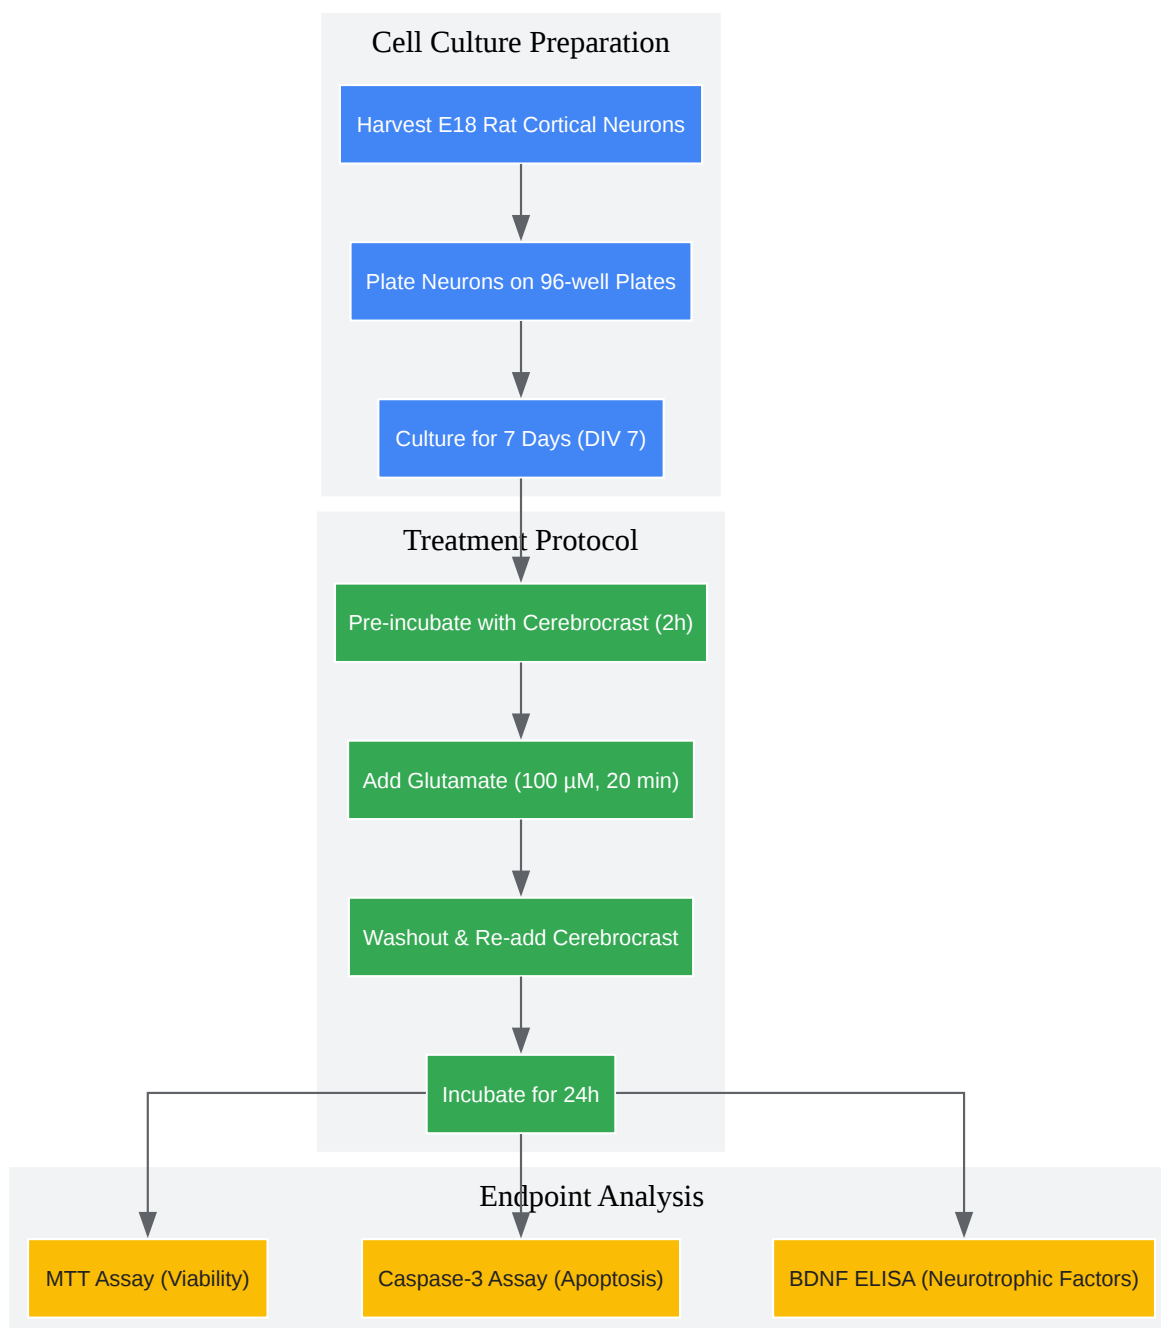 Cell Culture Preparation
Harvest E18 Rat Cortical Neurons
Plate Neurons on 96-well Plates
Culture for 7 Days (DIV 7)
Treatment Protocol
Pre-incubate with Cerebrocrast (2h)
Add Glutamate (100 µM, 20 min)
Washout & Re-add Cerebrocrast
Incubate for 24h
Endpoint Analysis
MTT Assay (Viability)
Caspase-3 Assay (Apoptosis)
BDNF ELISA (Neurotrophic Factors)